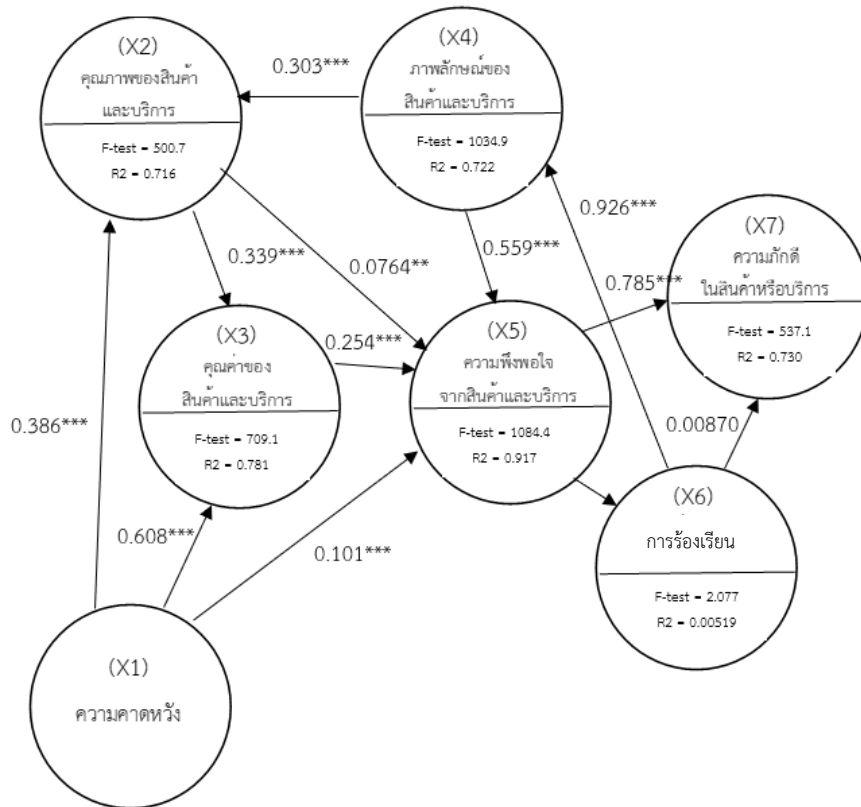 (X2)
คุณภาพของสินค้า
และบริการ
F-test = 500.7
R2 = 0.716
0.303***
(X4)
ภาพลักษณ์ของ
สินค้าและบริการ
F-test = 1034.9
R2 = 0.722
0.926***
(X7)
ความภักดี
ในสินค้าหรือบริการ
F-test = 537.1
R2 = 0.730
0.339***
0.0764**
0.559***
0.785***
(X3)
คุณค่าของ
สินค้าและบริการ
F-test = 709.1
R2 = 0.781
0.254***
(X5)
ความพึงพอใจ
จากสินค้าและบริการ
F-test = 1084.4
R2 = 0.917
0.00870
0.386***
0.608***
0.101***
(X6)
การร้องเรียน
F-test = 2.077
R2 = 0.00519
(X1)
ความคาดหวัง